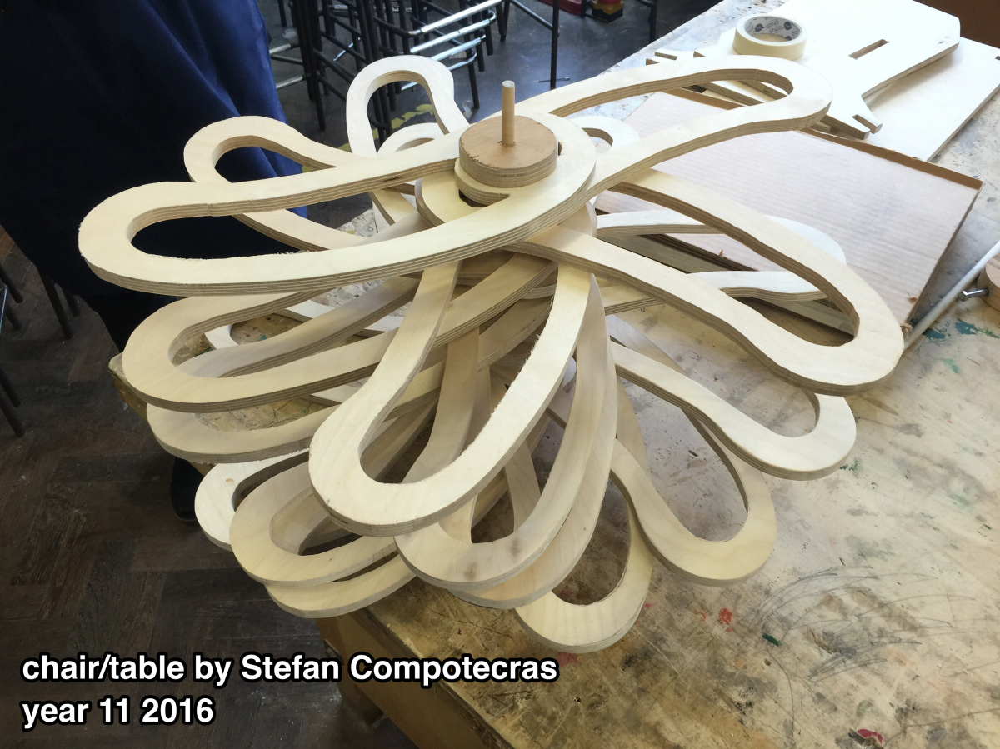 chair/table by Stefan Compotecras
year 11 2016